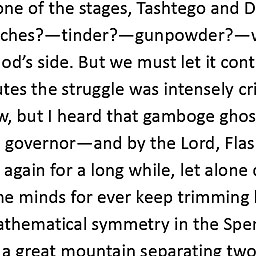 one of the stages, Tashtego and D
ches?—tinder?—gunpowder?—
od's side. But we must let it cont
utes the struggle was intensely cri
w, but I heard that gamboge ghos
governor—and by the Lord, Flas
again for a long while, let alone
he minds for ever keep trimming
athematical symmetry in the Sper
a great mountain separating two